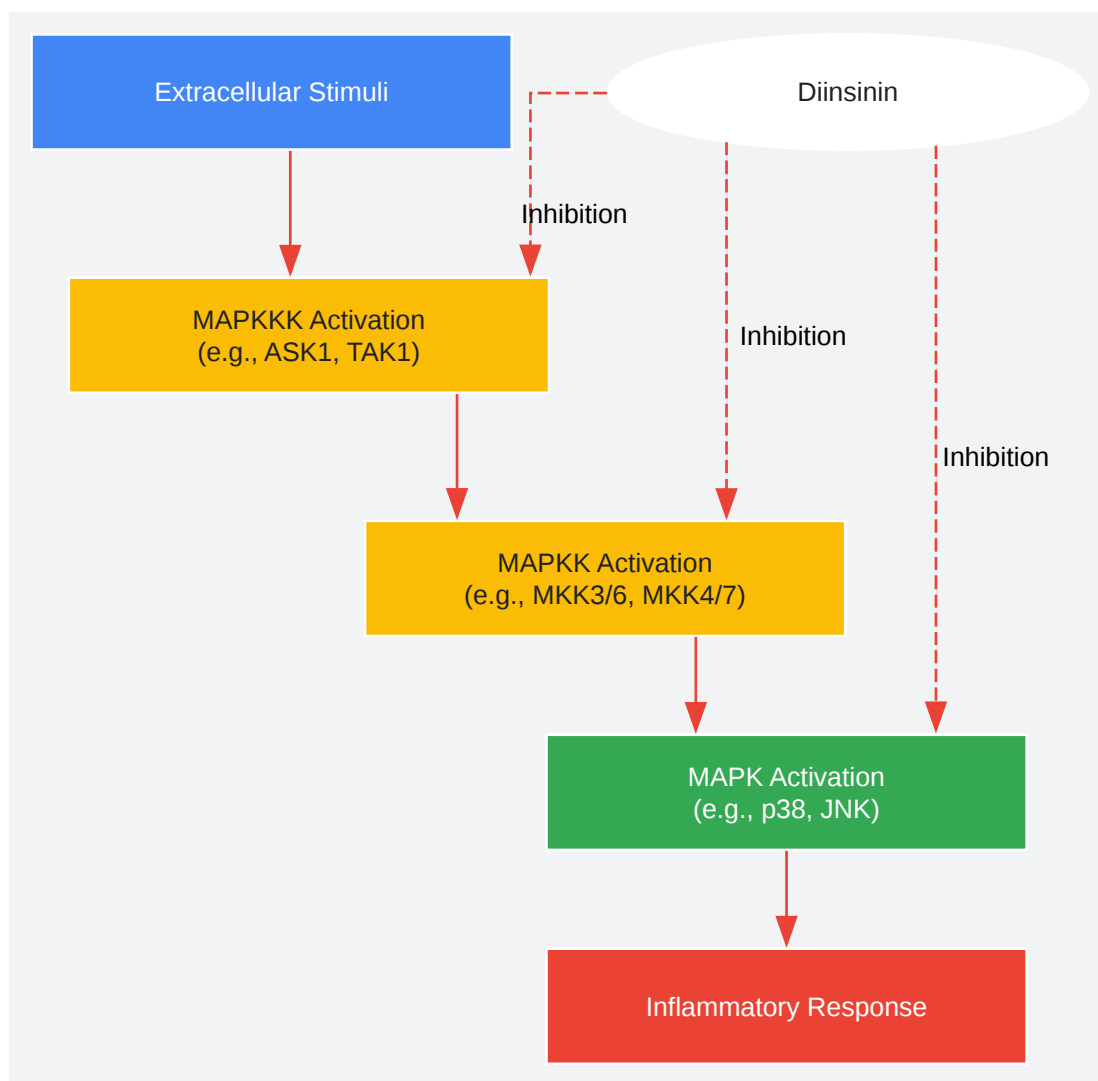 Extracellular Stimuli
Diinsinin
Inhibition
MAPKKK Activation
(e.g., ASK1, TAK1)
Inhibition
Inhibition
MAPKK Activation
(e.g., MKK3/6, MKK4/7)
MAPK Activation
(e.g., p38, JNK)
Inflammatory Response